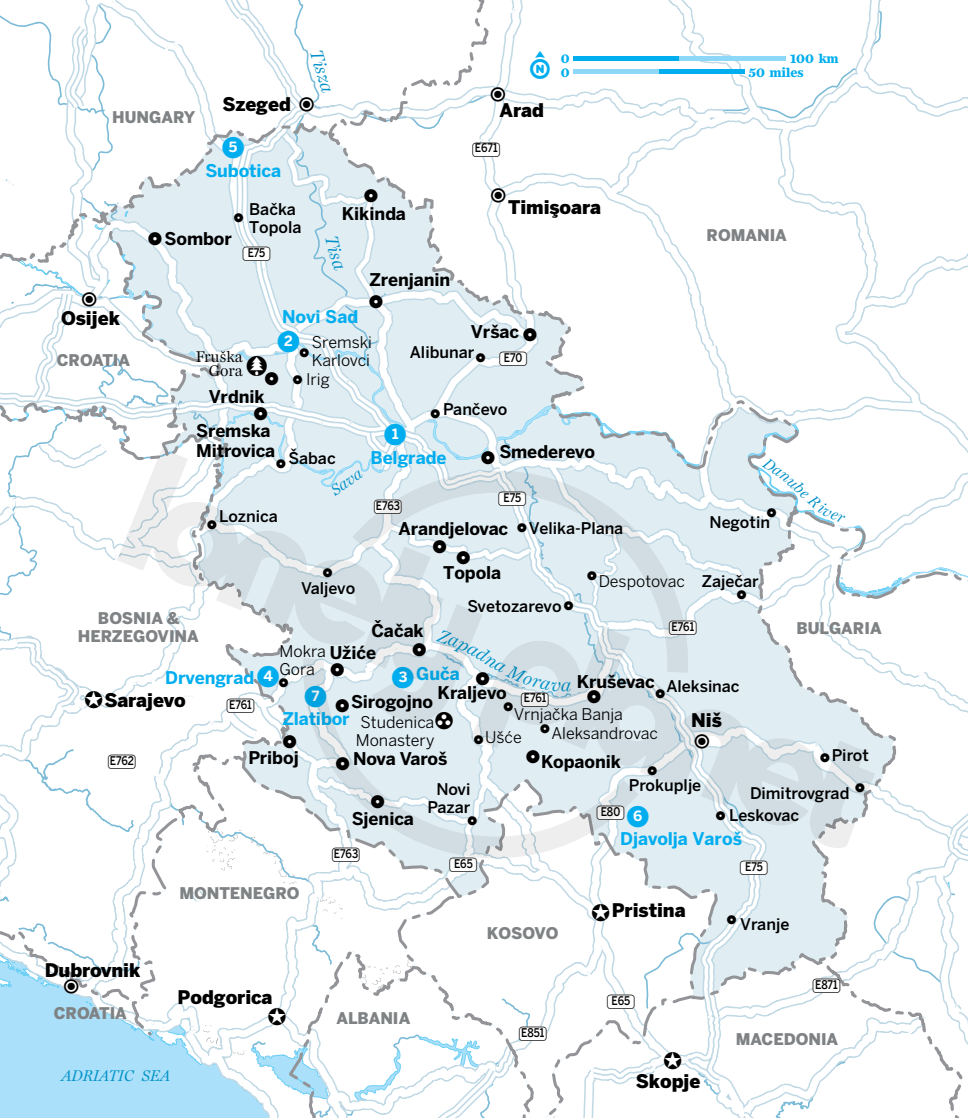 0 100 km
0 50 miles
N
Tisza
Szeged
Arad
HUNGARY
E671
5
Subotica
Kikinda
Timişoara
Bačka
Topola
Sombor
ROMANIA
E75
Tisa
Zrenjanin
Osijek
Novi Sad
2
Vršac
Sremski
Karlovci
Alibunar
E70
CROATIA
Fruška
Gora
Irig
Vrdnik
Pančevo
Sremska
Mitrovica
1
Belgrade
Smederevo
Šabac
Sava
Danube River
E75
E763
Loznica
Arandjelovac
Velika-Plana
Negotin
Topola
Valjevo
Despotovac
Zaječar
Svetozarevo
BOSNIA &
HERZEGOVINA
E761
BULGARIA
Čačak
Zapadna Morava
Mokra
Gora
Užiće
Drvengrad
4
3
Guča
Kraljevo
Kruševac
Aleksinac
Sarajevo
E761
7
Zlatibor
Sirogojno
E761
Vrnjačka Banja
Studenica
Monastery
Ušće
Aleksandrovac
Niš
Priboj
Nova Varoš
Kopaonik
Pirot
E762
Prokuplje
Dimitrovgrad
Novi
Pazar
Sjenica
E80
6
Leskovac
Djavolja Varoš
E763
E65
E75
MONTENEGRO
Pristina
Vranje
KOSOVO
Dubrovnik
E871
Podgorica
E65
CROATIA
ALBANIA
E851
MACEDONIA
ADRIATIC SEA
Skopje
lonely planet